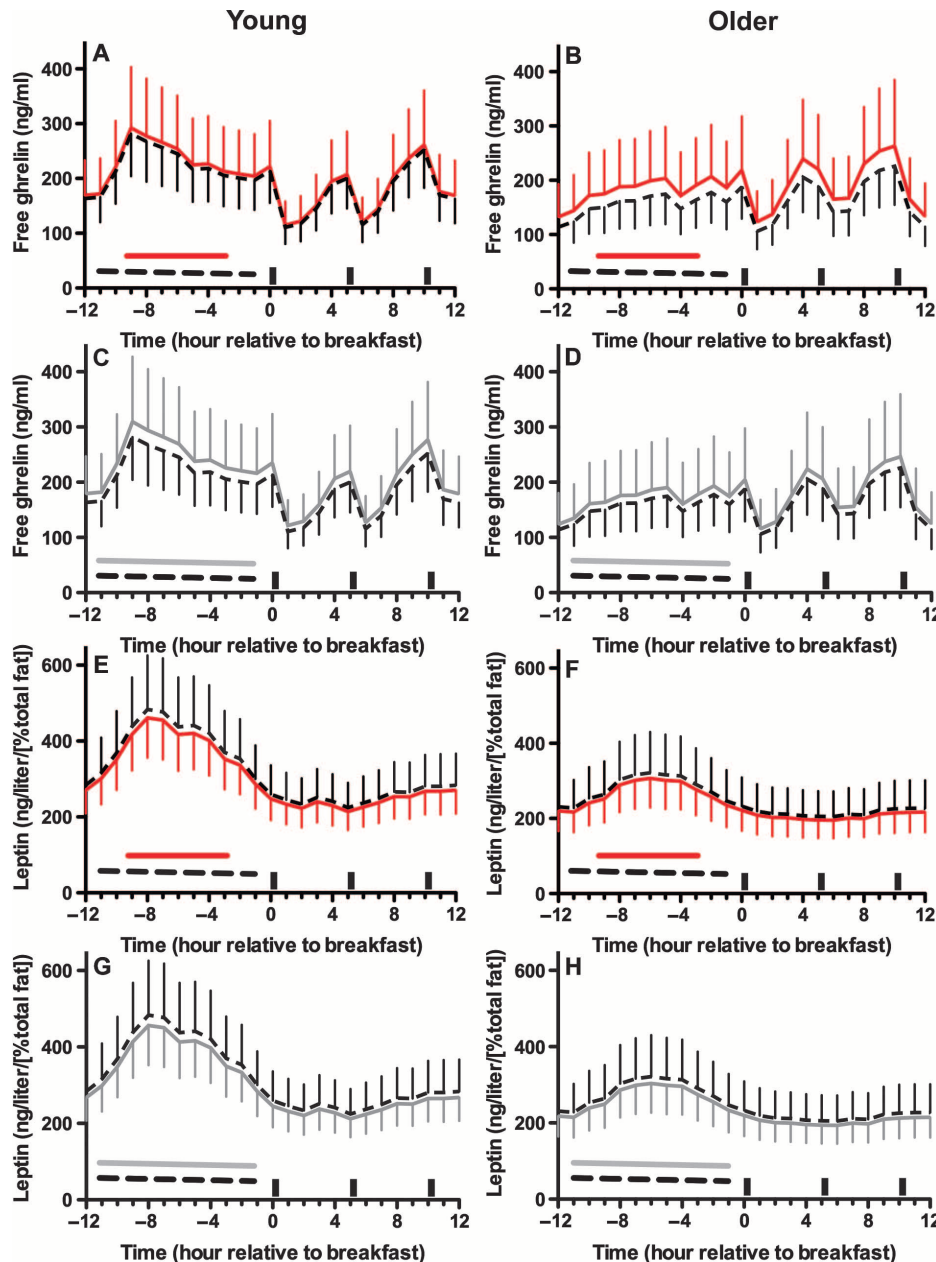 Young Older
A B
Free ghrelin (ng/ml) Free ghrelin (ng/ml)
400 400
300 300
200 200
100 100
0 0
−12 −8 −4 0 4 8 12 −12 −8 −4 0 4 8 12
Time (hour relative to breakfast) Time (hour relative to breakfast)
C D
Free ghrelin (ng/ml) Free ghrelin (ng/ml)
400 400
300 300
200 200
100 100
0 0
−12 −8 −4 0 4 8 12 −12 −8 −4 0 4 8 12
Time (hour relative to breakfast) Time (hour relative to breakfast)
E F
Leptin (ng/liter/[%total fat]) Leptin (ng/liter/[%total fat])
600 600
400 400
200 200
0 0
−12 −8 −4 0 4 8 12 −12 −8 −4 0 4 8 12
Time (hour relative to breakfast) Time (hour relative to breakfast)
G H
Leptin (ng/liter/[%total fat]) Leptin (ng/liter/[%total fat])
600 600
400 400
200 200
0 0
−12 −8 −4 0 4 8 12 −12 −8 −4 0 4 8 12
Time (hour relative to breakfast) Time (hour relative to breakfast)